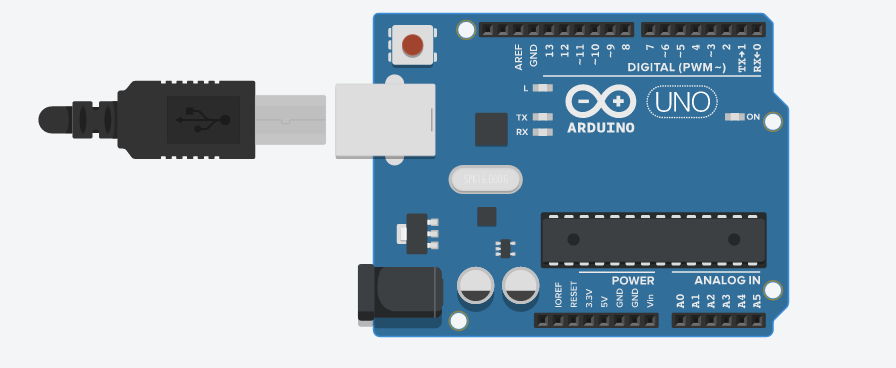 AREF
GND
13
12
~11
~10
~9
8
7
~6
~5
4
~3
2
TX→1
RX←0
DIGITAL (PWM~)
L
TX
RX
ARDUINO
UNO
ON
POWER
ANALOG IN
IOREF
RESET
3.3V
5V
GND
GND
Vin
A0
A1
A2
A3
A4
A5